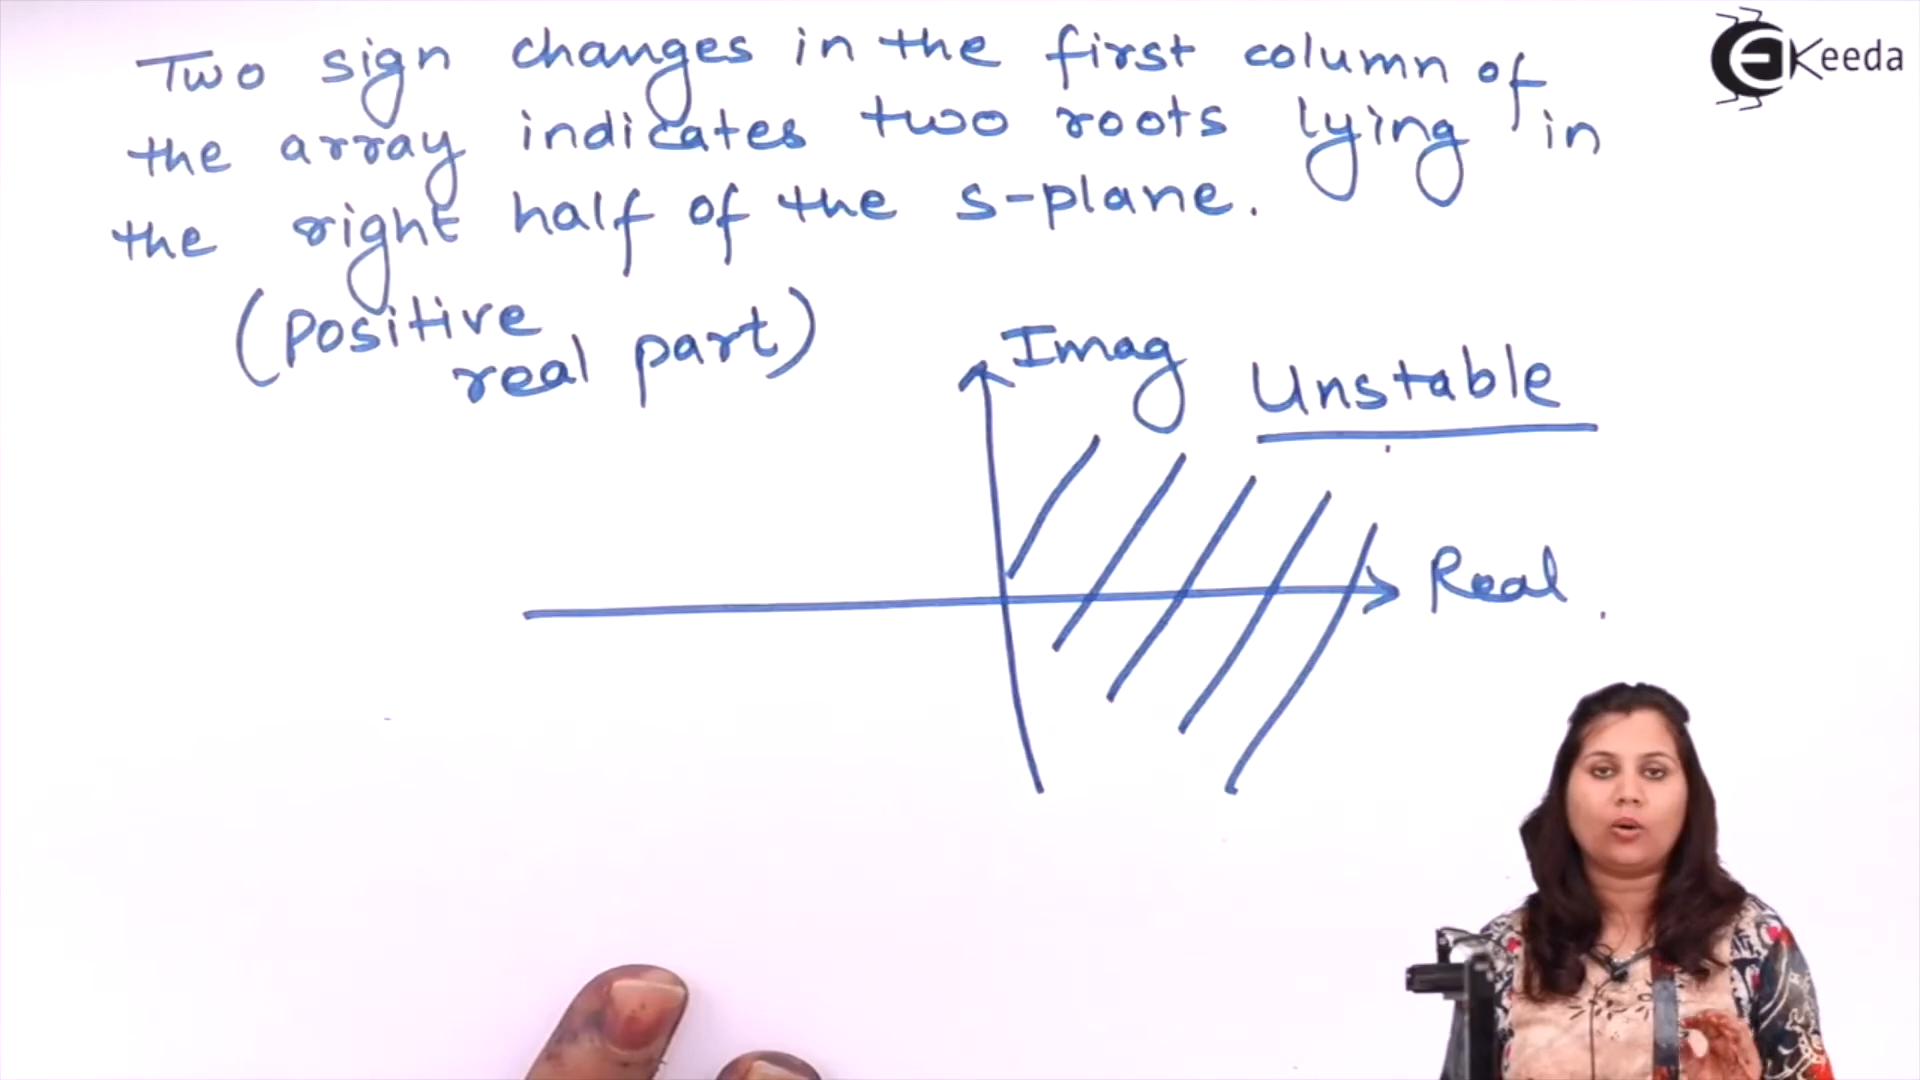 Two sign changes in the first column of
the array indicates two roots lying in
the right half of the s-plane.
(positive
real part)
Imag
Unstable
Real
EKeeda